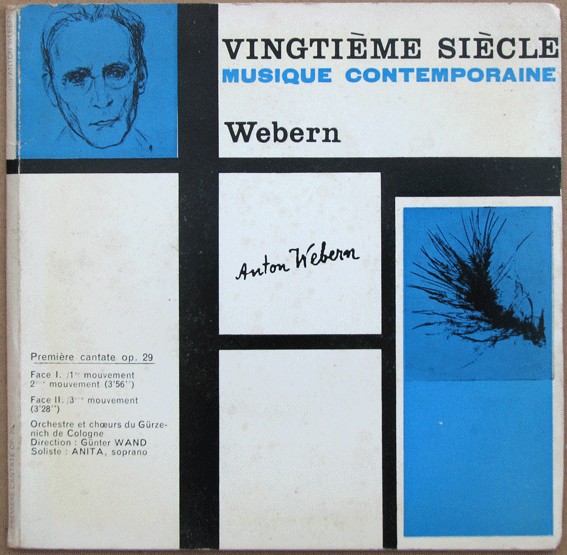 VINGTIÈME SIÈCLE
MUSIQUE CONTEMPORAINE
Webern
Anton Webern
Première cantate op. 29
Face I. /1er mouvement
2me mouvement (3'56'')
Face II. /3me mouvement
(3'28'')
Orchestre et chœurs du Gürze-
nich de Cologne
Direction : Günter WAND
Soliste : ANITA, soprano